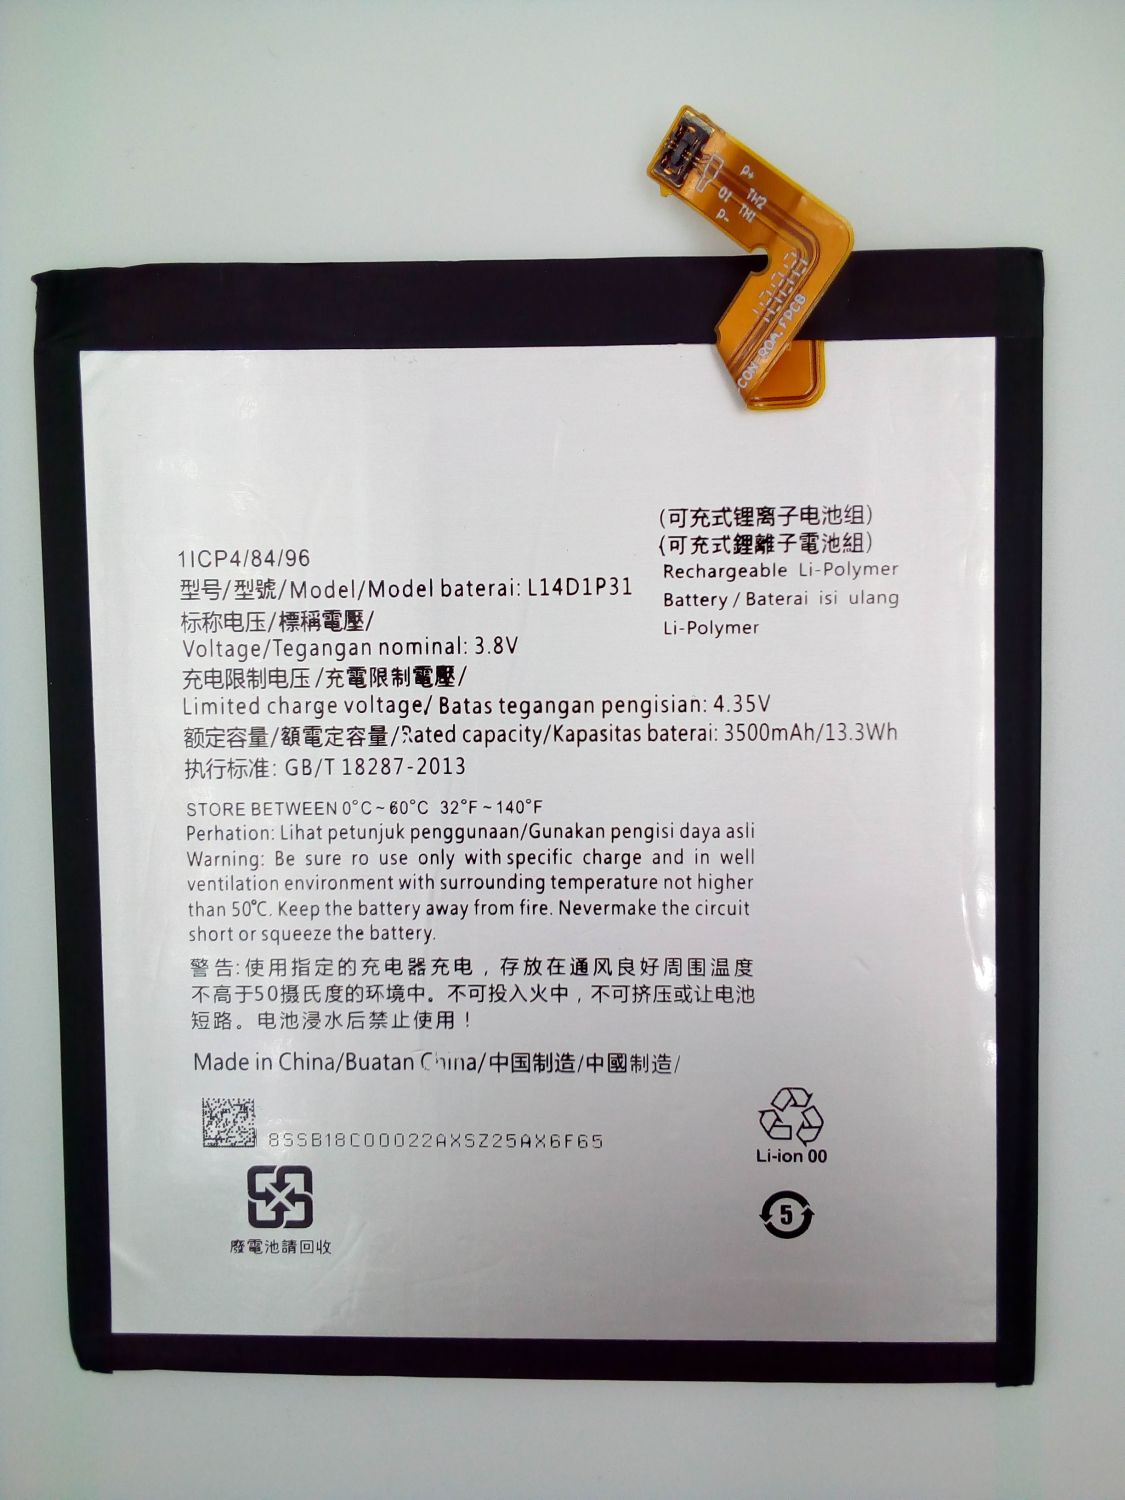 P+
TH2
01 TH1
P-
CON-BOA.FPCB
(可充式锂离子电池组)
(可充式鋰離子電池組)
1ICP4/84/96
Rechargeable Li-Polymer
型号/型號/Model/Model baterai: L14D1P31
Battery / Baterai isi ulang
标称电压/標稱電壓/
Li-Polymer
Voltage/Tegangan nominal: 3.8V
充电限制电压/充電限制電壓/
Limited charge voltage/ Batas tegangan pengisian: 4.35V
额定容量/額電定容量/Rated capacity/Kapasitas baterai: 3500mAh/13.3Wh
执行标准: GB/T 18287-2013
STORE BETWEEN 0°C~60°C 32°F~140°F
Perhation: Lihat petunjuk penggunaan/Gunakan pengisi daya asli
Warning: Be sure ro use only with specific charge and in well
ventilation environment with surrounding temperature not higher
than 50°C. Keep the battery away from fire. Nevermake the circuit
short or squeeze the battery.
警告:使用指定的充电器充电，存放在通风良好周围温度
不高于50摄氏度的环境中。不可投入火中，不可挤压或让电池
短路。电池浸水后禁止使用！
Made in China/Buatan China/中国制造/中國制造/
8SSB18C00022AXSZ25AX6F65
Li-ion 00
5
廢電池請回收